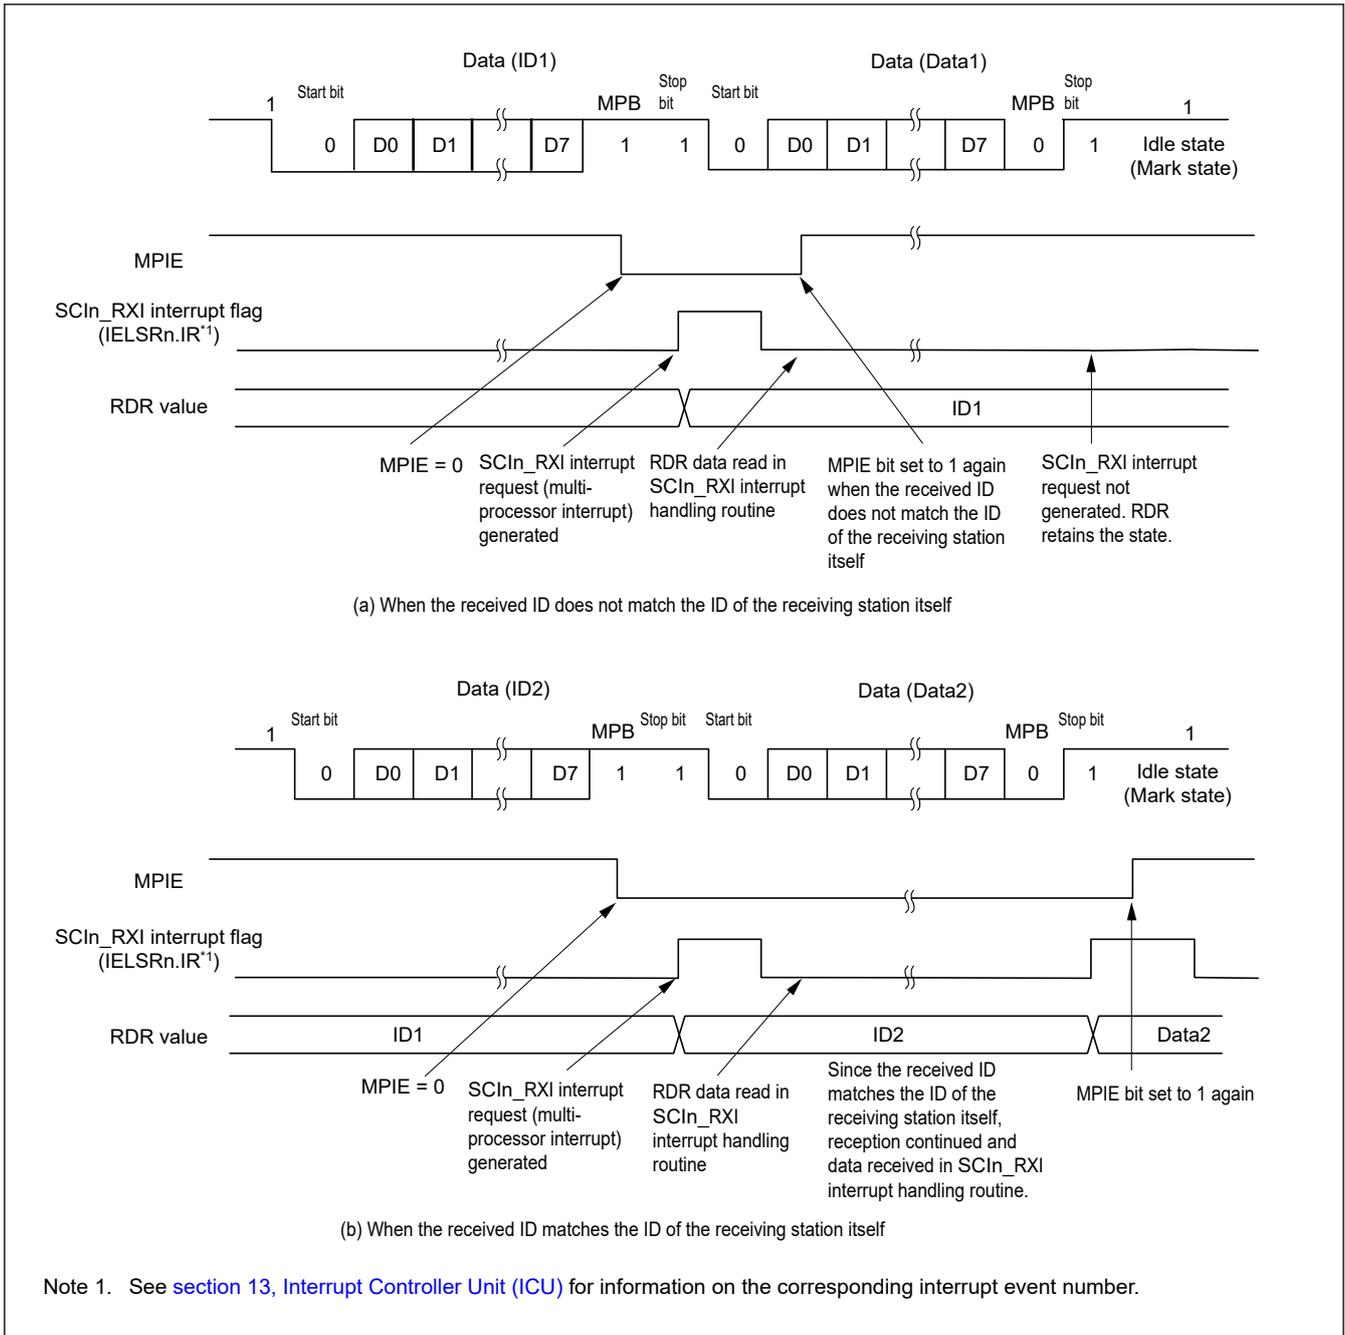 Data (ID1) Data (Data1)
1 Start bit MPB Stop bit Start bit MPB Stop bit 1
0 D0 D1 D7 1 1 0 D0 D1 D7 0 1 Idle state (Mark state)
MPIE
SCIn_RXI interrupt flag
(IELSRn.IR*1)
RDR value ID1
MPIE = 0
SCIn_RXI interrupt
request (multi-
processor interrupt)
generated
RDR data read in
SCIn_RXI interrupt
handling routine
MPIE bit set to 1 again
when the received ID
does not match the ID
of the receiving station
itself
SCIn_RXI interrupt
request not
generated. RDR
retains the state.
(a) When the received ID does not match the ID of the receiving station itself
Data (ID2) Data (Data2)
1 Start bit MPB Stop bit Start bit MPB Stop bit 1
0 D0 D1 D7 1 1 0 D0 D1 D7 0 1 Idle state (Mark state)
MPIE
SCIn_RXI interrupt flag
(IELSRn.IR*1)
RDR value ID1 ID2 Data2
MPIE = 0
SCIn_RXI interrupt
request (multi-
processor interrupt)
generated
RDR data read in
SCIn_RXI
interrupt handling
routine
Since the received ID
matches the ID of the
receiving station itself,
reception continued and
data received in SCIn_RXI
interrupt handling routine.
MPIE bit set to 1 again
(b) When the received ID matches the ID of the receiving station itself
Note 1. See section 13, Interrupt Controller Unit (ICU) for information on the corresponding interrupt event number.